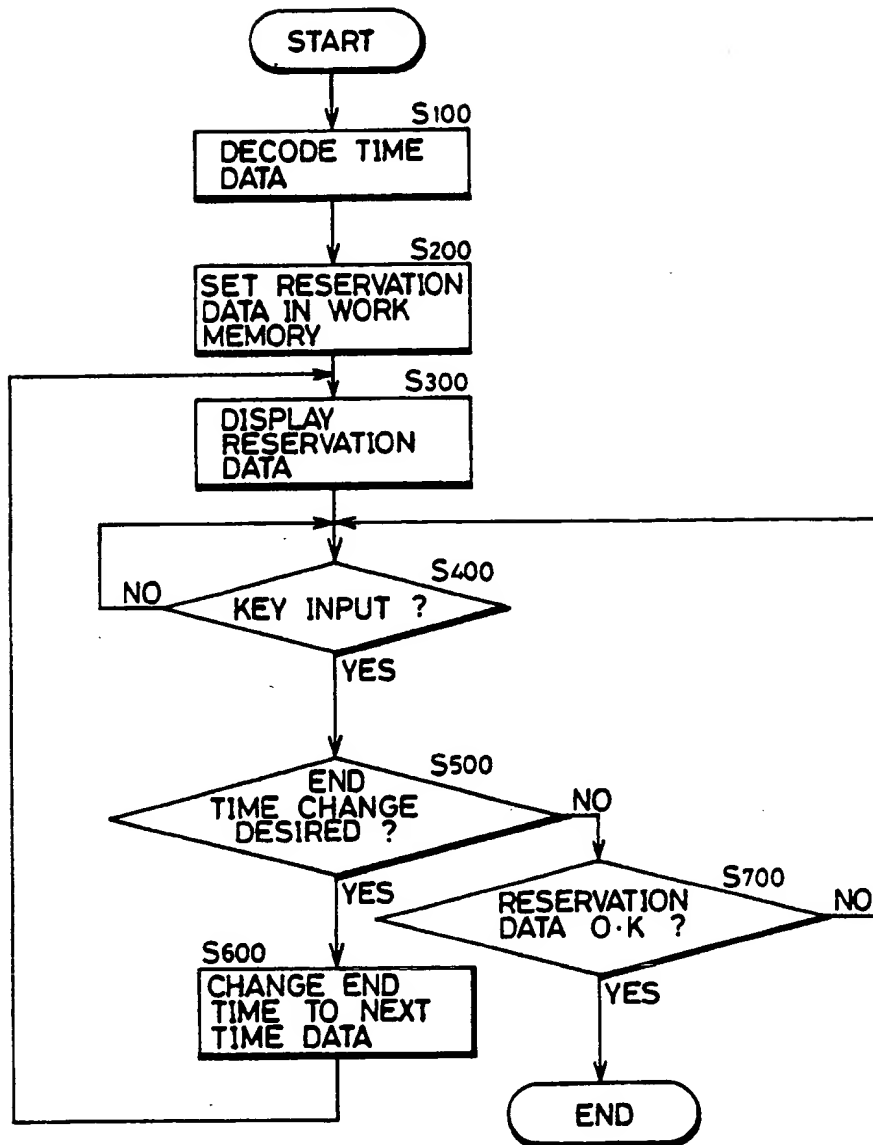 START
S100
DECODE TIME
DATA
S200
SET RESERVATION
DATA IN WORK
MEMORY
S300
DISPLAY
RESERVATION
DATA
S400
NO
KEY INPUT ?
YES
S500
END
TIME CHANGE
DESIRED ?
NO
YES
S700
RESERVATION
DATA O·K ?
NO
YES
S600
CHANGE END
TIME TO NEXT
TIME DATA
END